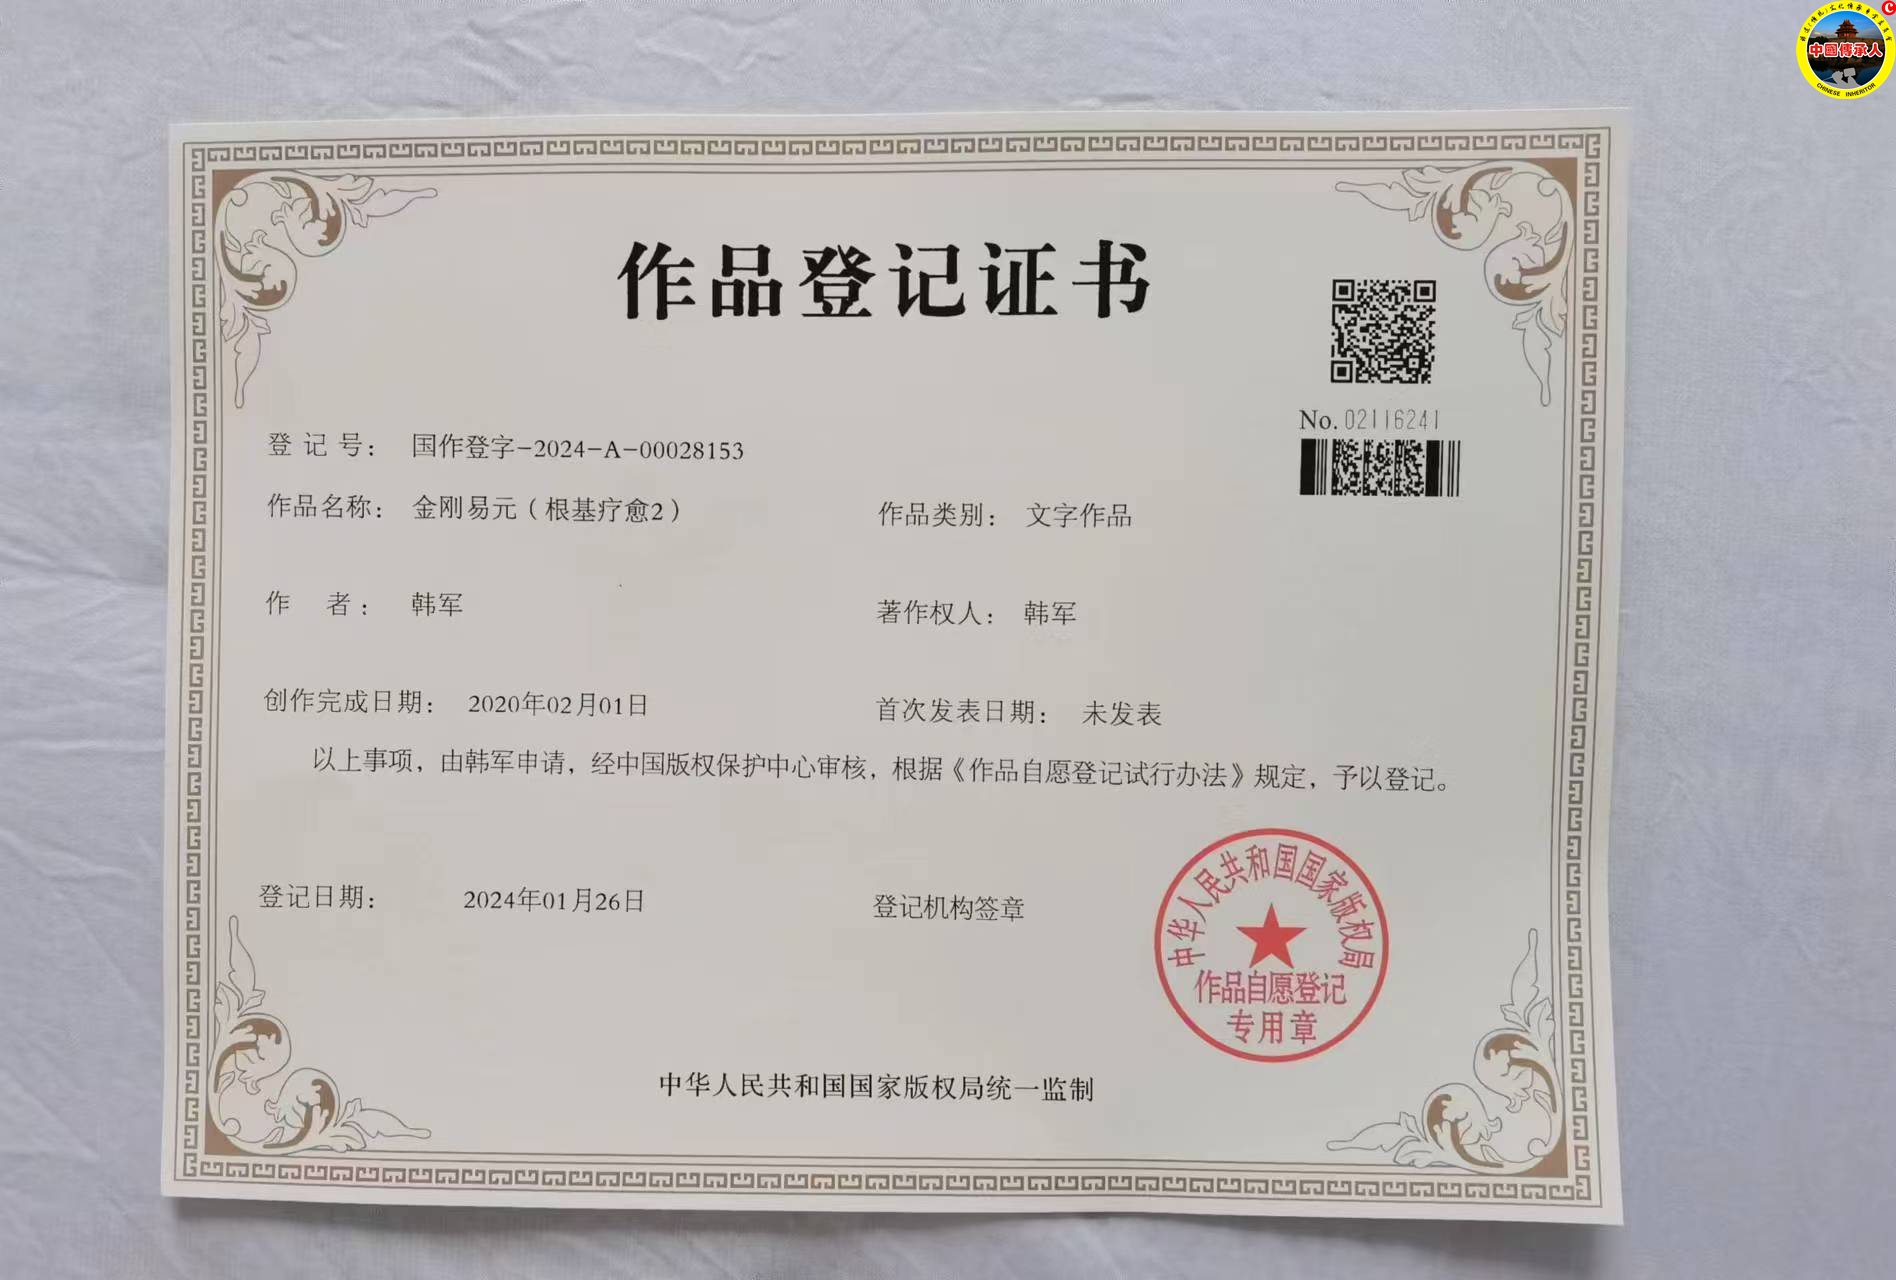 中國傳承人
CHINESE INHERITOR
作品登记证书
No.02116241
登记号： 国作登字-2024-A-00028153
作品名称： 金刚易元（根基疗愈2） 作品类别： 文字作品
作 者： 韩军 著作权人： 韩军
创作完成日期： 2020年02月01日 首次发表日期： 未发表
以上事项，由韩军申请，经中国版权保护中心审核，根据《作品自愿登记试行办法》规定，予以登记。
登记日期： 2024年01月26日 登记机构签章
中华人民共和国国家版权局
作品自愿登记
专用章
中华人民共和国国家版权局统一监制